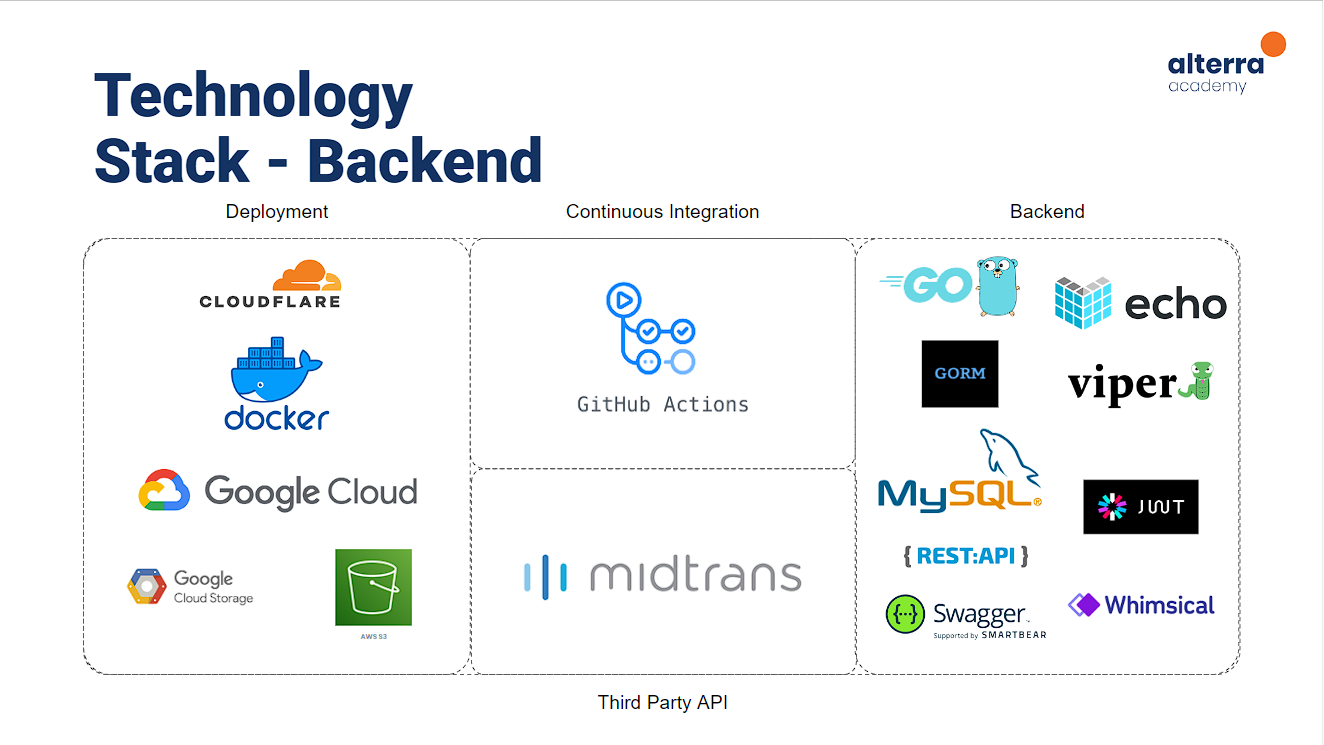 alterra
academy
Technology
Stack - Backend
Deployment
Continuous Integration
Backend
CLOUDFLARE
docker
Google Cloud
Google
Cloud Storage
AWS S3
GitHub Actions
midtrans
GO
echo
GORM
viper
MySQL®
JWT
{ REST:API }
Swagger™
Supported by SMARTBEAR
Whimsical
Third Party API